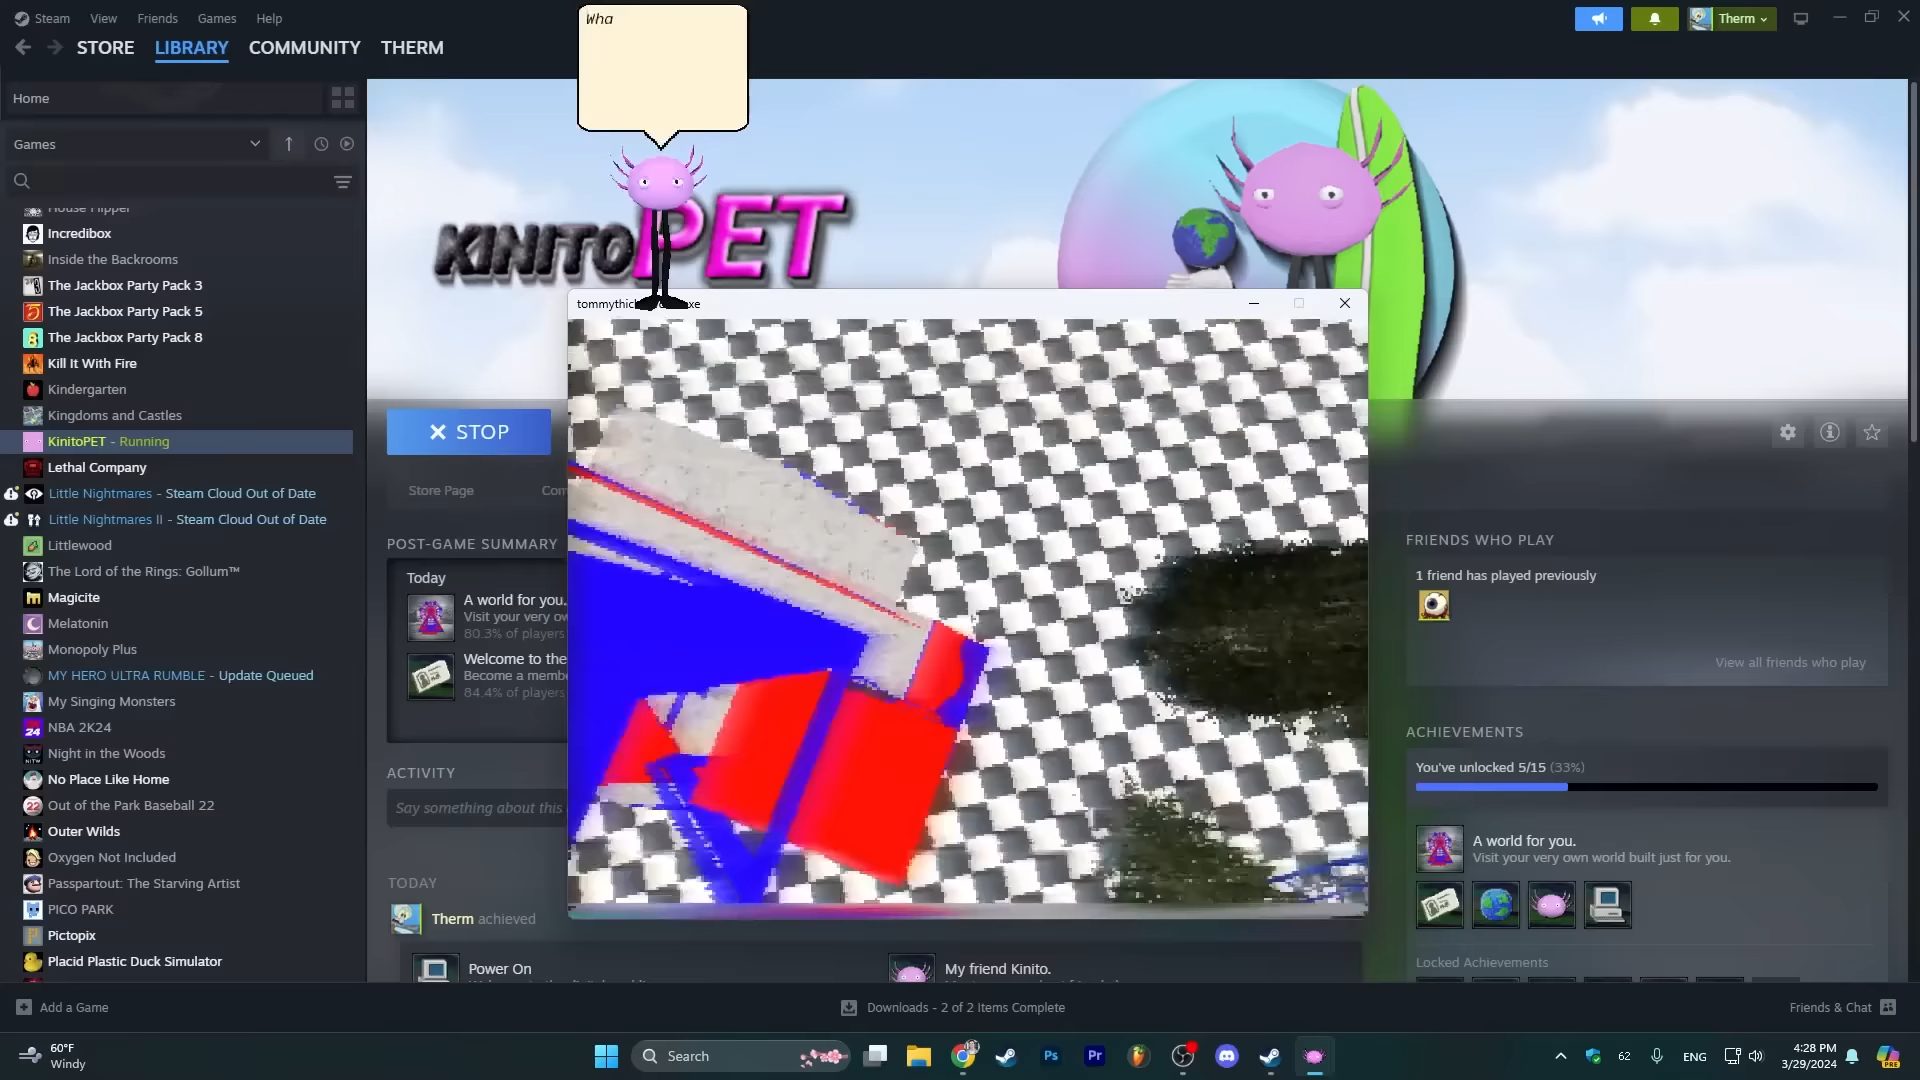 Steam View Friends Games Help
Wha
Therm
STORE LIBRARY COMMUNITY THERM
Home
Games
House Flipper
Incredibox
Inside the Backrooms
The Jackbox Party Pack 3
The Jackbox Party Pack 5
The Jackbox Party Pack 8
Kill It With Fire
Kindergarten
Kingdoms and Castles
KinitoPET - Running
Lethal Company
Little Nightmares - Steam Cloud Out of Date
Little Nightmares II - Steam Cloud Out of Date
Littlewood
The Lord of the Rings: Gollum™
Magicite
Melatonin
Monopoly Plus
MY HERO ULTRA RUMBLE - Update Queued
My Singing Monsters
NBA 2K24
Night in the Woods
No Place Like Home
Out of the Park Baseball 22
Outer Wilds
Oxygen Not Included
Passpartout: The Starving Artist
PICO PARK
Pictopix
Placid Plastic Duck Simulator
KINITOPET
STOP
Store Page
POST-GAME SUMMARY
Today
A world for you.
Visit your very
80.3% of players
Welcome to the
Become a
84.4% of players
ACTIVITY
Say something about this
TODAY
Therm achieved
Power On
My friend Kinito.
FRIENDS WHO PLAY
1 friend has played previously
View all friends who play
ACHIEVEMENTS
You've unlocked 5/15 (33%)
A world for you.
Visit your very own world built just for you.
Locked Achievements
Add a Game
Downloads - 2 of 2 Items Complete
Friends & Chat
60°F
Windy
Search
Ps
Pr
62
ENG
4:28 PM
3/29/2024
PRE